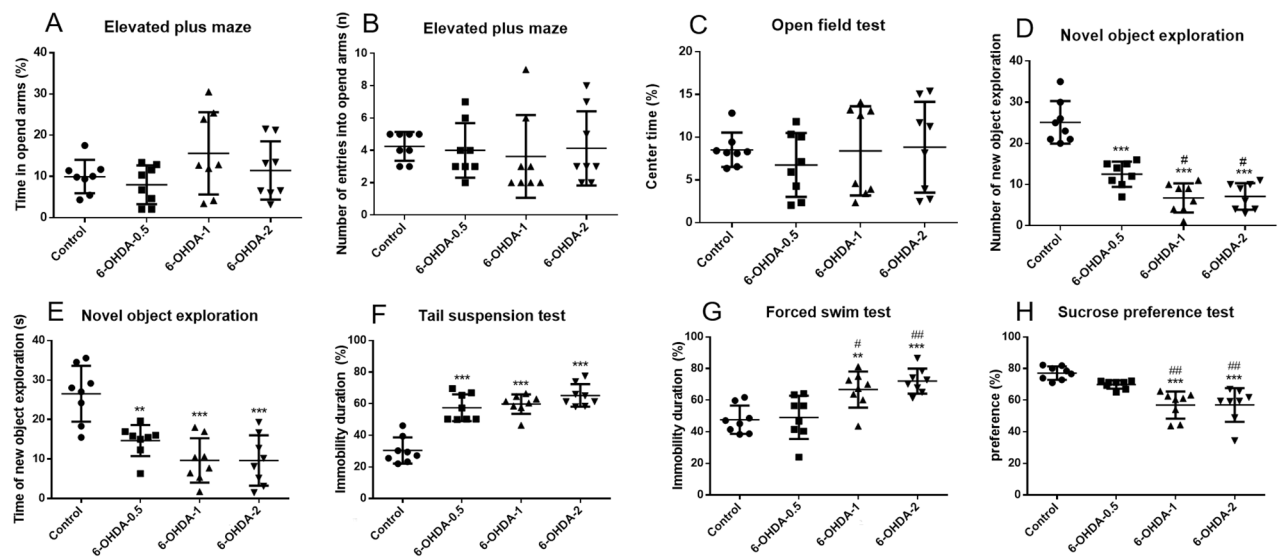 A
Elevated plus maze
Time in opend arms (%)
40
30
20
10
0
Control
6-OHDA-0.5
6-OHDA-1
6-OHDA-2
B
Elevated plus maze
Number of entries into opend arms (n)
10
8
6
4
2
0
Control
6-OHDA-0.5
6-OHDA-1
6-OHDA-2
C
Open field test
Center time (%)
20
15
10
5
0
Control
6-OHDA-0.5
6-OHDA-1
6-OHDA-2
D
Novel object exploration
Number of new object exploration
40
30
20
10
0
***
#
***
#
***
Control
6-OHDA-0.5
6-OHDA-1
6-OHDA-2
E
Novel object exploration
Time of new object exploration (s)
40
30
20
10
0
**
***
***
Control
6-OHDA-0.5
6-OHDA-1
6-OHDA-2
F
Tail suspension test
Immobility duration (%)
100
80
60
40
20
0
***
***
***
Control
6-OHDA-0.5
6-OHDA-1
6-OHDA-2
G
Forced swim test
Immobility duration (%)
100
80
60
40
20
0
#
**
##
***
Control
6-OHDA-0.5
6-OHDA-1
6-OHDA-2
H
Sucrose preference test
preference (%)
100
80
60
40
20
0
##
***
##
***
Control
6-OHDA-0.5
6-OHDA-1
6-OHDA-2